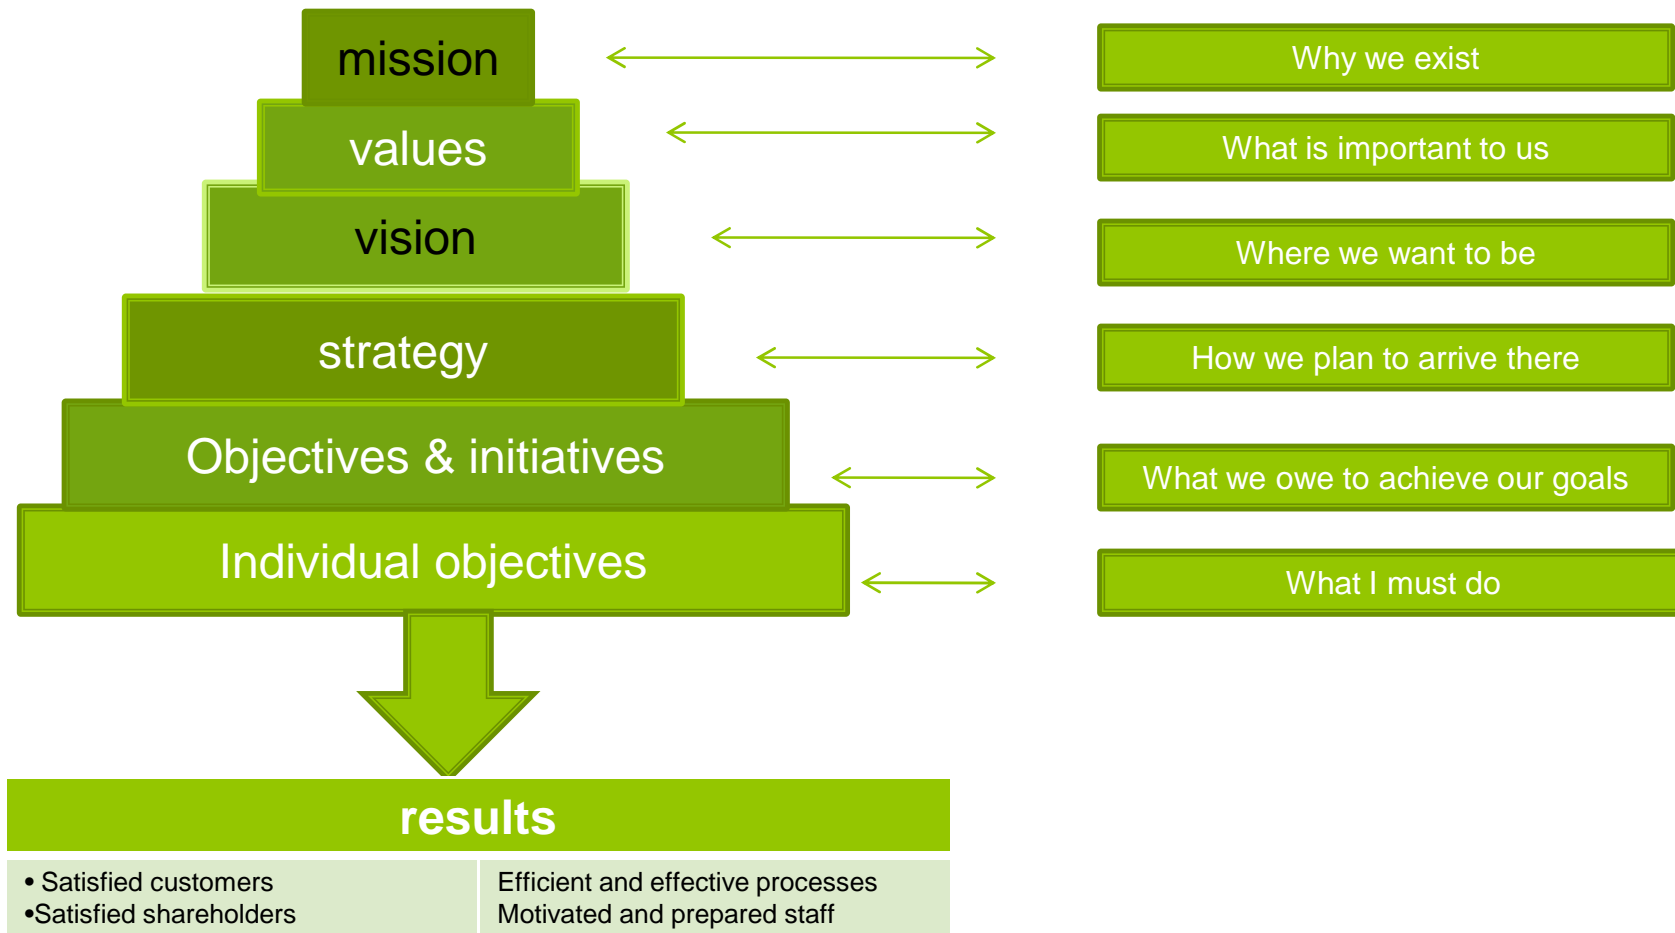 mission
Why we exist
values
What is important to us
vision
Where we want to be
strategy
How we plan to arrive there
Objectives & initiatives
What we owe to achieve our goals
Individual objectives
What I must do
results
• Satisfied customers
•Satisfied shareholders
Efficient and effective processes
Motivated and prepared staff